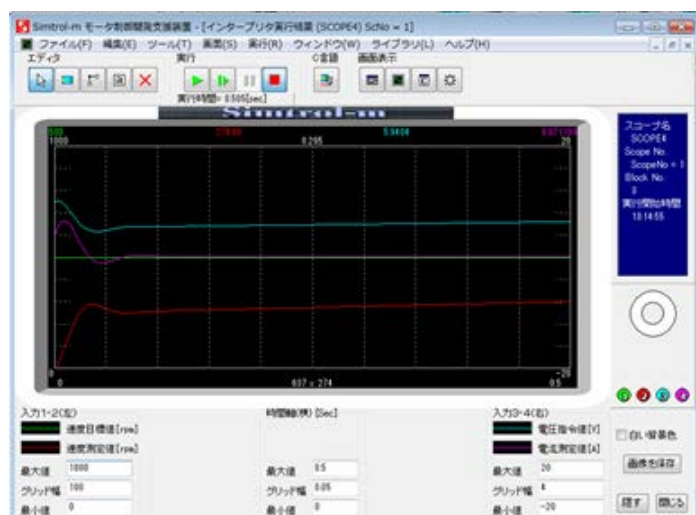 Simtrol-m モータ制御開発支援装置 - [インタープリタ実行結果 (SCOPE4) ScNo = 1]
ファイル(F) 編集(E) ツール(T) 画面(S) 実行(R) ウィンドウ(W) ライブラリ(L) ヘルプ(H)
エディタ 実行 C言語 画面表示
実行時間= 0.505[sec]
Simtrol-m
500
1000 0.295 20
0 -20
0 607 x 274 0.5
スコープ名
SCOPE4
Scope No.
ScopeNo = 1
Block No.
3
実行開始時間
10:14:55
1 2 3 4
入力1-2(左) 時間軸(横) [Sec] 入力3-4(右)
速度目標値[rpm] 電圧指令値[V]
速度測定値[rpm] 電流測定値[A]
最大値 1000 最大値 0.5 最大値 20
グリッド幅 100 グリッド幅 0.05 グリッド幅 4
最小値 0 最小値 0 最小値 -20
白い背景色
画像を保存
隠す 閉じる